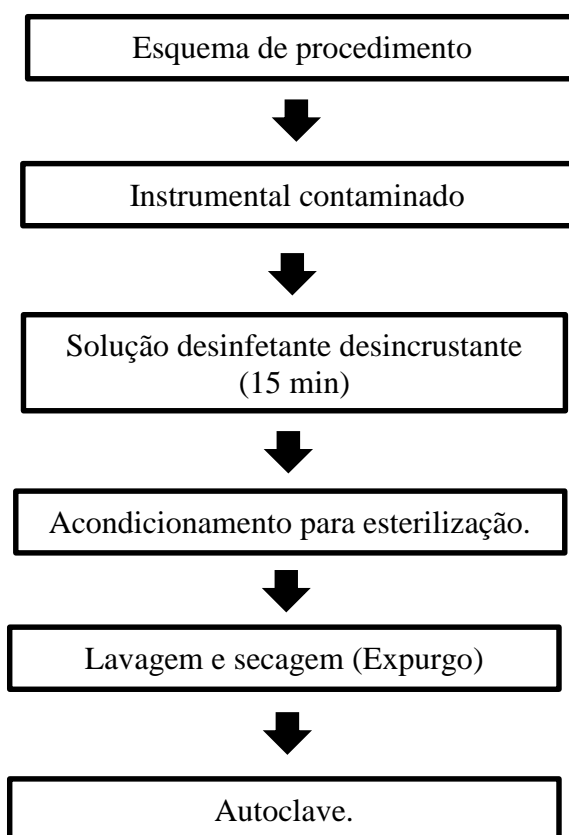 Esquema de procedimento
Instrumental contaminado
Solução desinfetante desincrustante
(15 min)
Acondicionamento para esterilização.
Lavagem e secagem (Expurgo)
Autoclave.